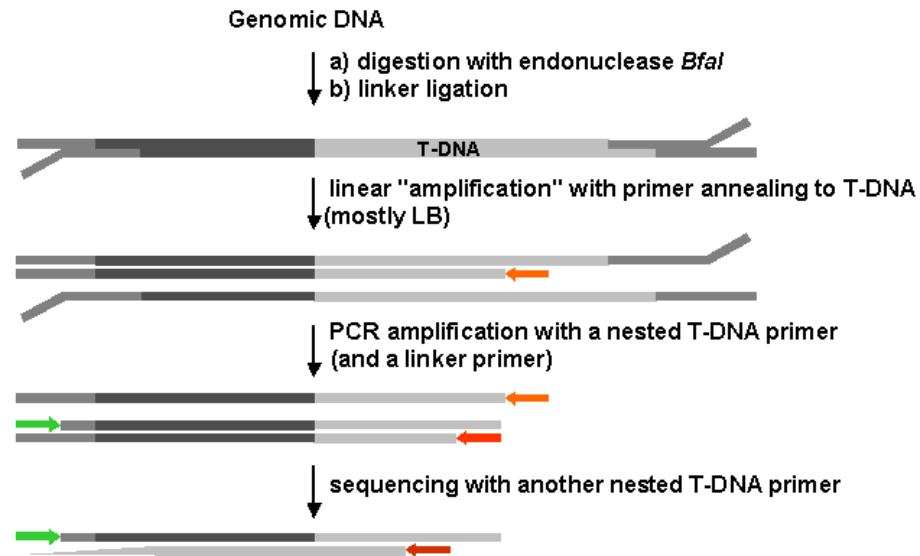 Genomic DNA
a) digestion with endonuclease BfaI
b) linker ligation
T-DNA
linear "amplification" with primer annealing to T-DNA
(mostly LB)
PCR amplification with a nested T-DNA primer
(and a linker primer)
sequencing with another nested T-DNA primer